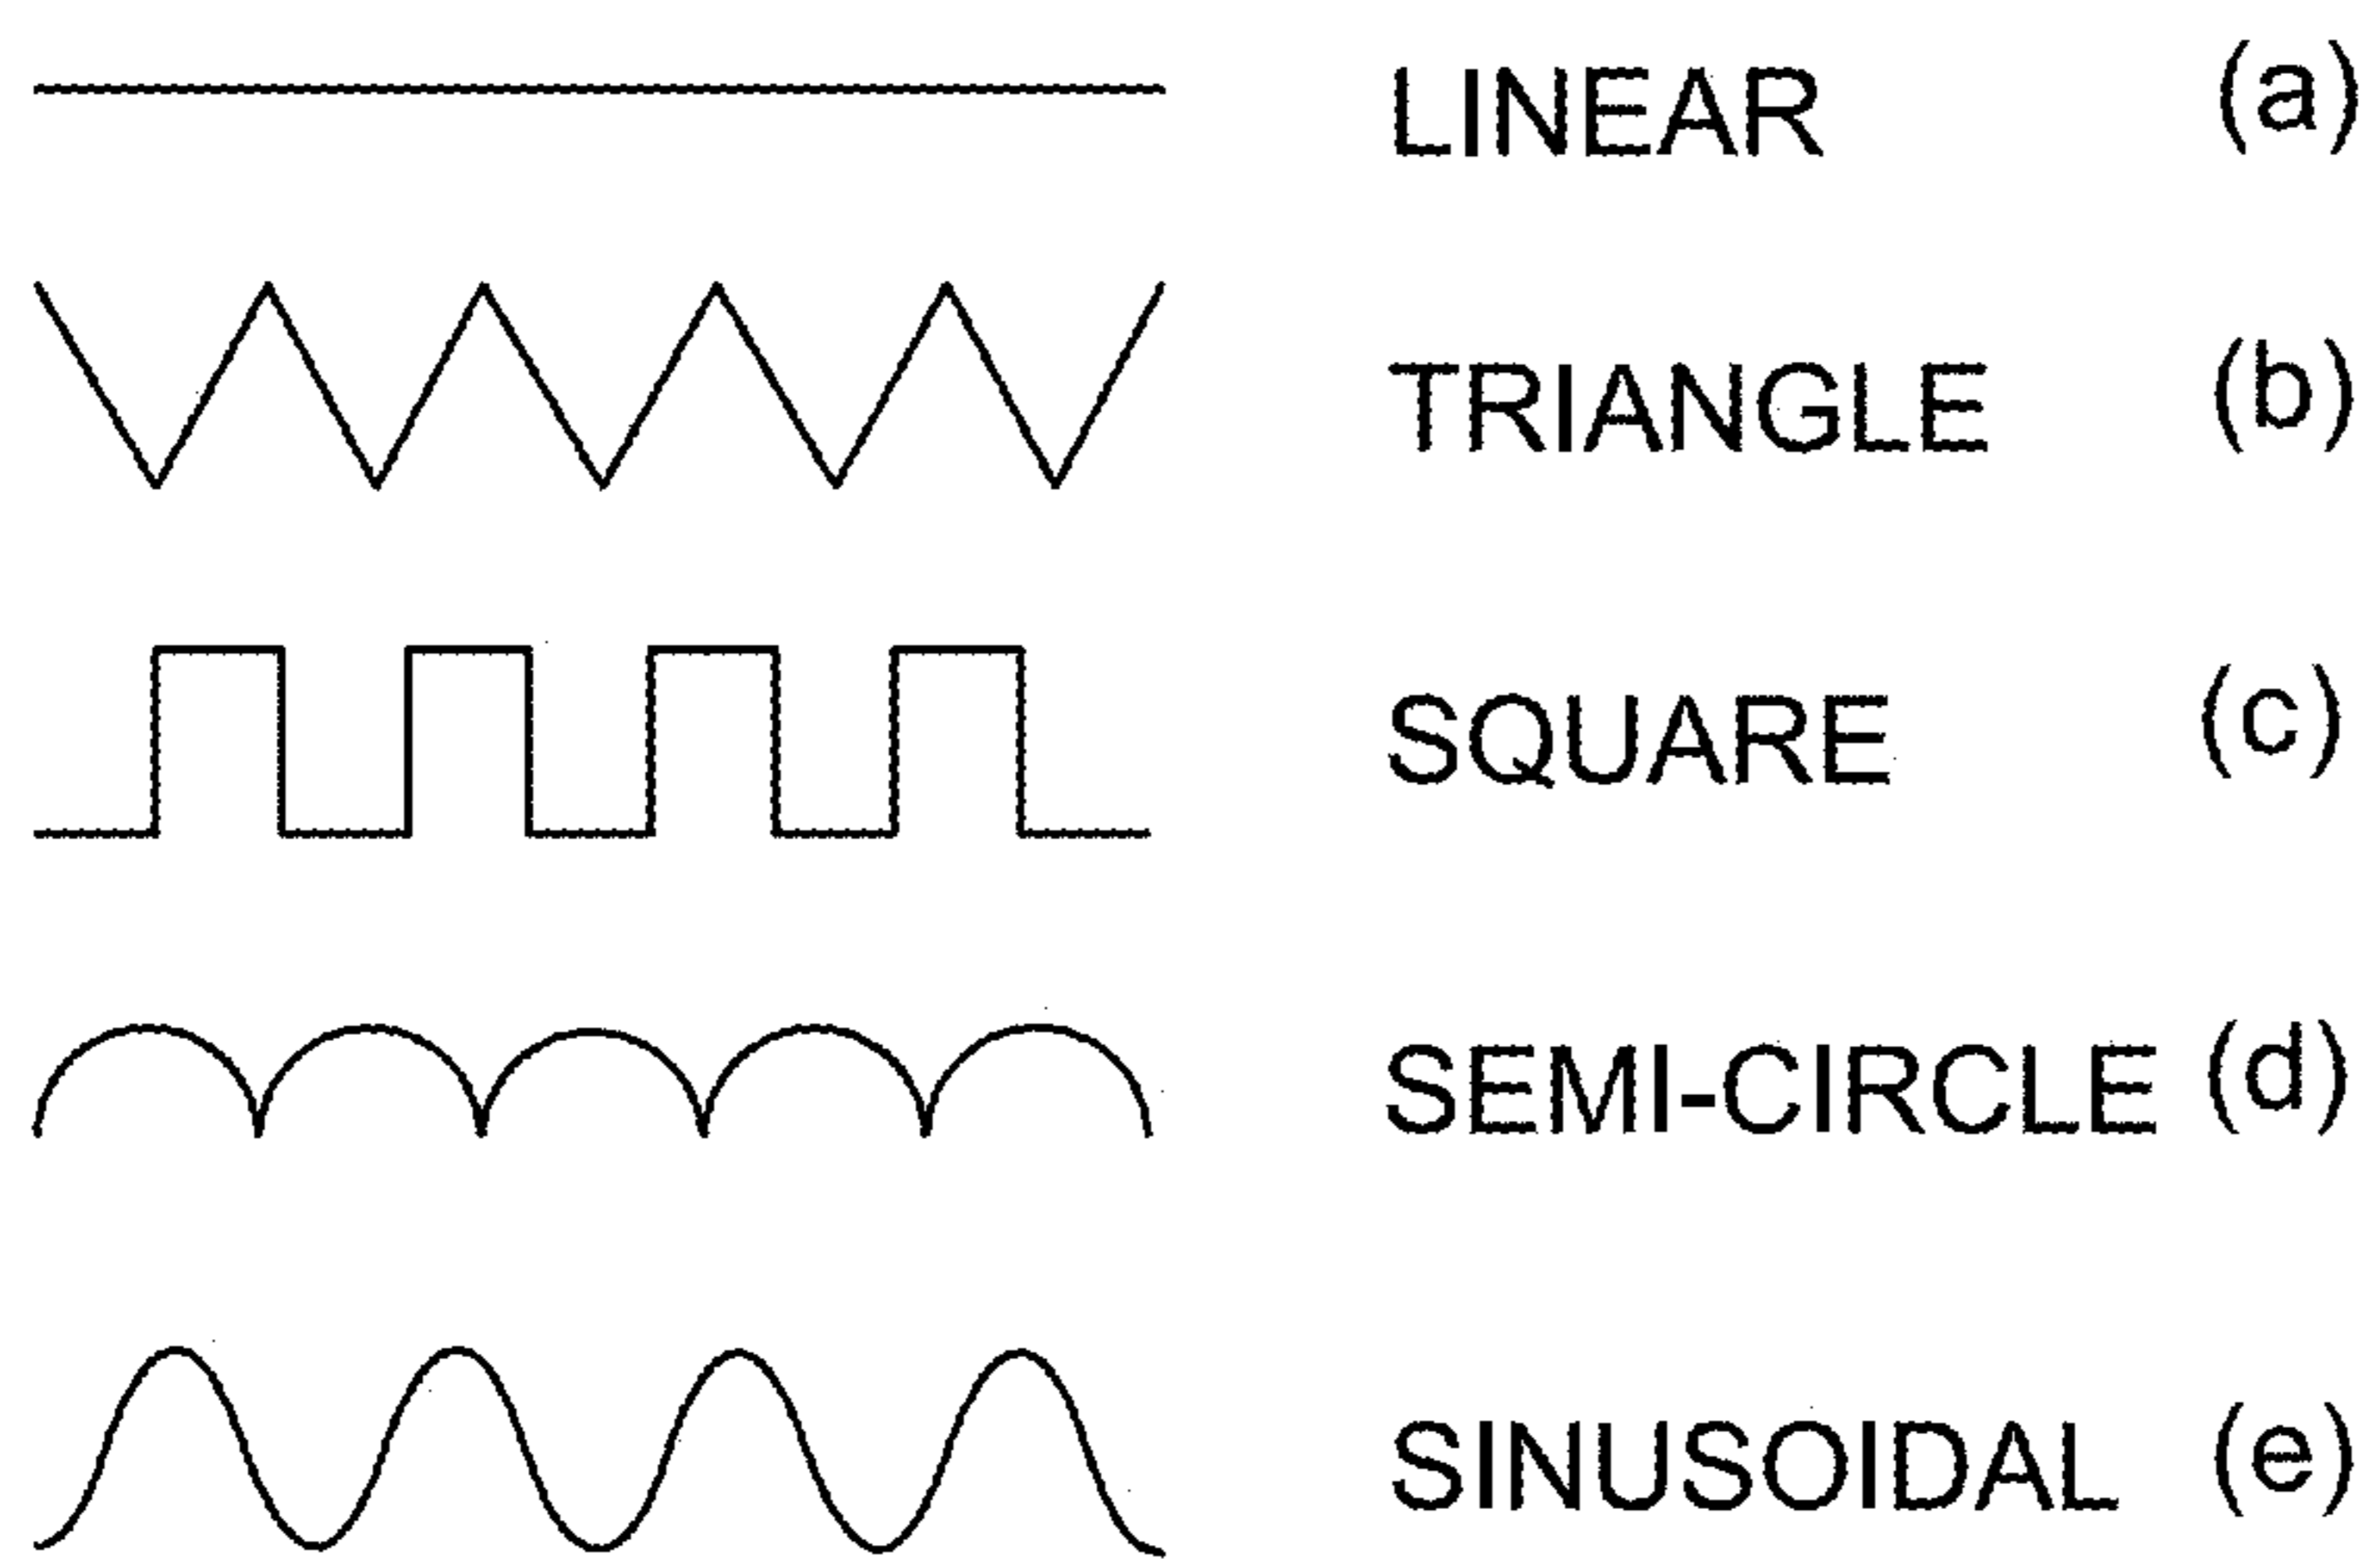 LINEAR (a)
TRIANGLE (b)
SQUARE (c)
SEMI-CIRCLE (d)
SINUSOIDAL (e)